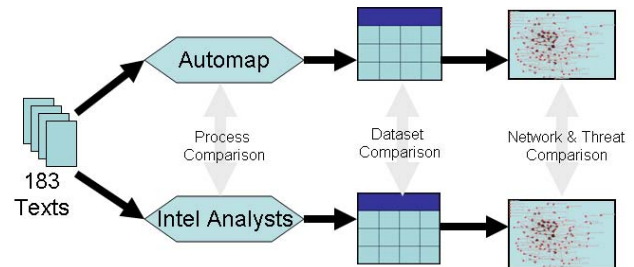 Automap
183
Texts
Process
Comparison
Dataset
Comparison
Network & Threat
Comparison
Intel Analysts